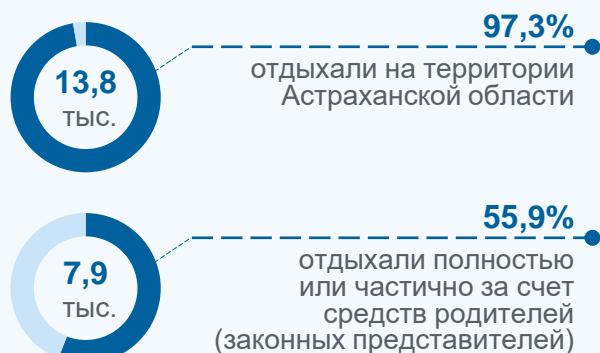 97,3%
13,8
тыс.
отдыхали на территории
Астраханской области
55,9%
7,9
тыс.
отдыхали полностью
или частично за счет
средств родителей
(законных представителей)